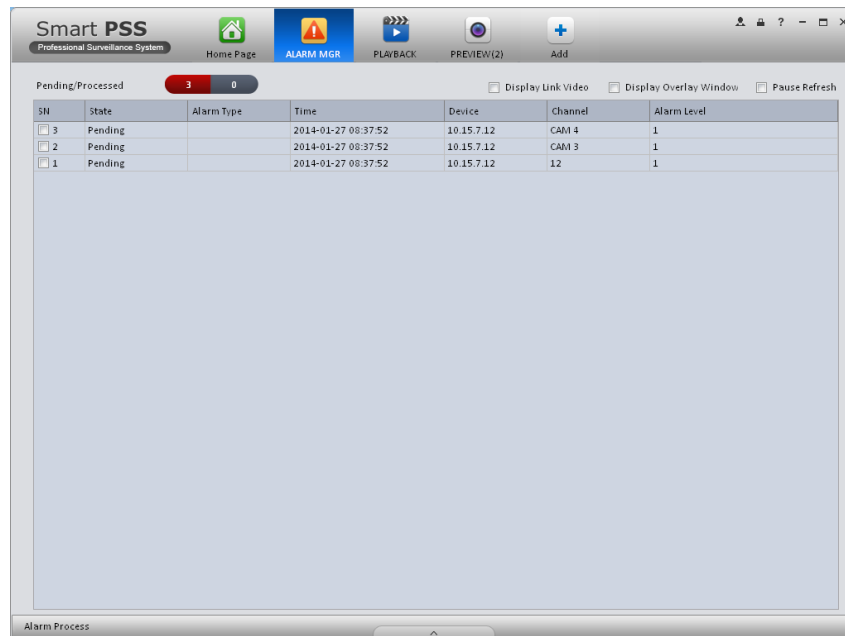 Smart PSS
Professional Surveillance System
Home Page
ALARM MGR
PLAYBACK
PREVIEW(2)
Add
?
Pending/Processed 3 0
Display Link Video Display Overlay Window Pause Refresh
SN State Alarm Type Time Device Channel Alarm Level
3 Pending 2014-01-27 08:37:52 10.15.7.12 CAM 4 1
2 Pending 2014-01-27 08:37:52 10.15.7.12 CAM 3 1
1 Pending 2014-01-27 08:37:52 10.15.7.12 12 1
Alarm Process